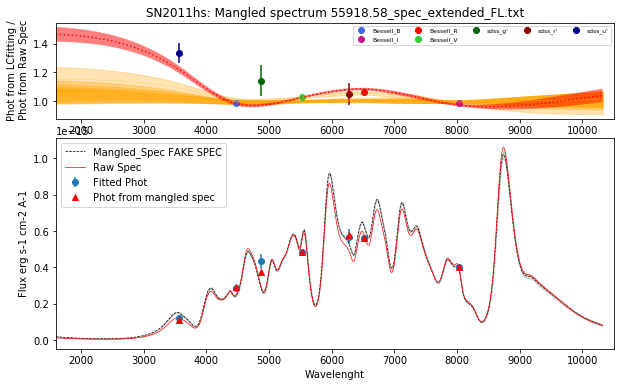 SN2011hs: Mangled spectrum 55918.58_spec_extended_FL.txt
Phot from LCfitting /
Phot from Raw Spec
1.4
1.2
1.0
Bessell_B
Bessell_R
sdss_g'
sdss_r'
sdss_u'
Bessell_I
Bessell_V
2000
3000
4000
5000
6000
7000
8000
9000
10000
Flux erg s-1 cm-2 A-1
1.0
0.8
0.6
0.4
0.2
0.0
Mangled_Spec FAKE SPEC
Raw Spec
Fitted Phot
Phot from mangled spec
2000
3000
4000
5000
6000
7000
8000
9000
10000
Wavelenght